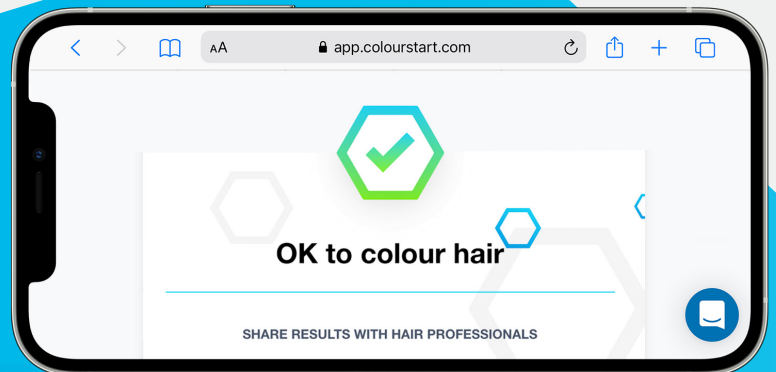 AA app.colourstart.com
OK to colour hair
SHARE RESULTS WITH HAIR PROFESSIONALS